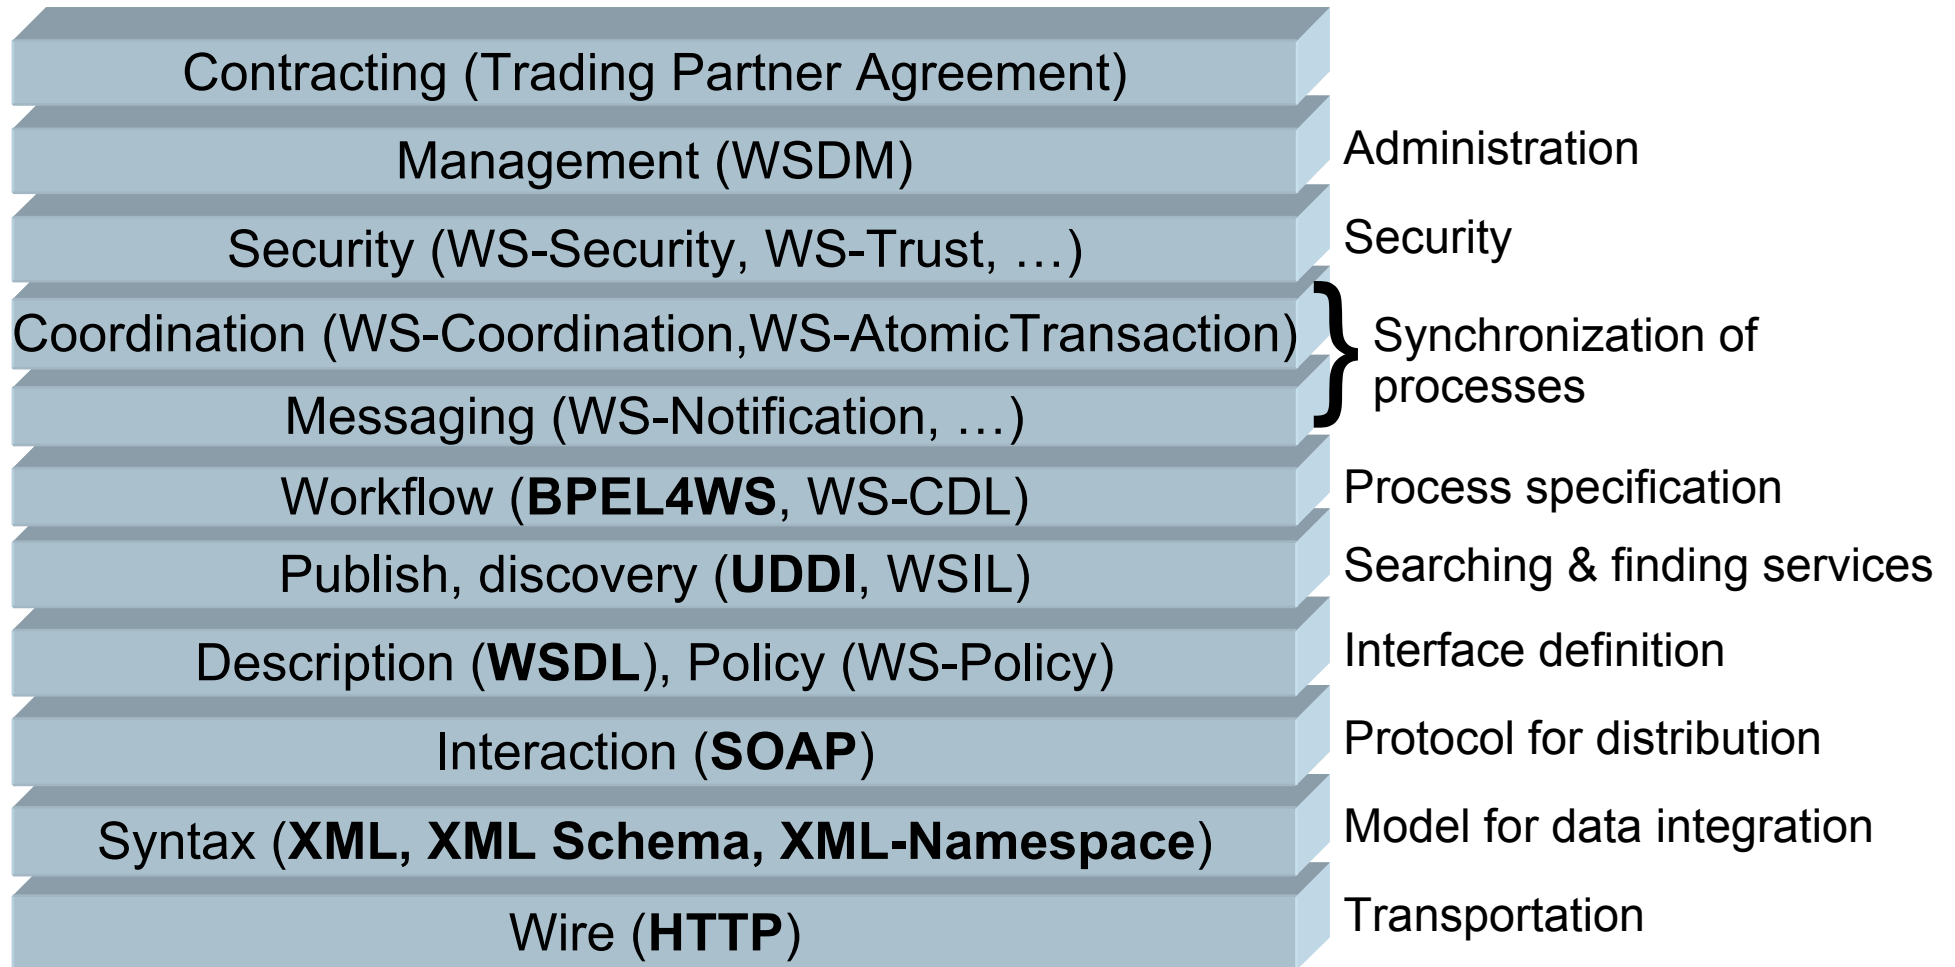 Contracting (Trading Partner Agreement)
Management (WSDM)
Administration
Security (WS-Security, WS-Trust, …)
Security
Coordination (WS-Coordination,WS-AtomicTransaction)
Messaging (WS-Notification, …)
}
Synchronization of
processes
Workflow (BPEL4WS, WS-CDL)
Process specification
Publish, discovery (UDDI, WSIL)
Searching & finding services
Description (WSDL), Policy (WS-Policy)
Interface definition
Interaction (SOAP)
Protocol for distribution
Syntax (XML, XML Schema, XML-Namespace)
Model for data integration
Wire (HTTP)
Transportation